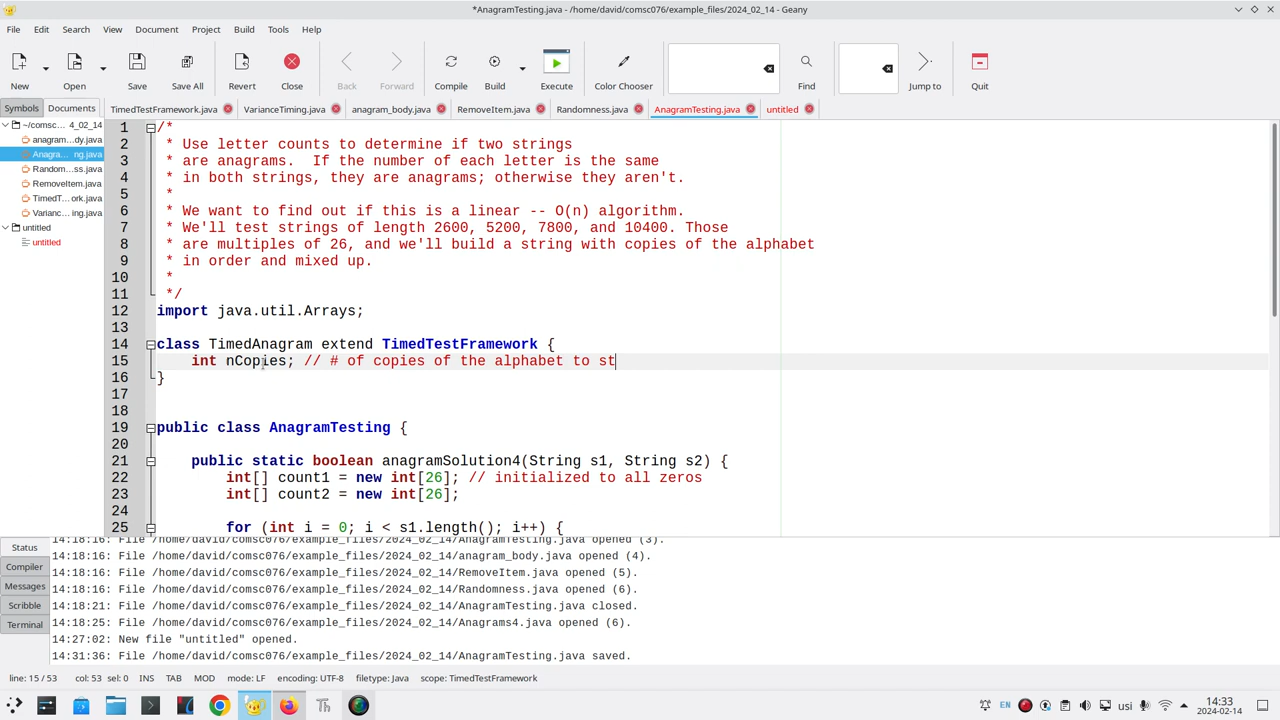 *AnagramTesting.java - /home/david/comsc076/example_files/2024_02_14 - Geany
File Edit Search View Document Project Build Tools Help
New Open Save Save All Revert Close Back Forward Compile Build Execute Color Chooser Find Jump to Quit
Symbols Documents TimedTestFramework.java VarianceTiming.java anagram_body.java RemoveItem.java Randomness.java AnagramTesting.java untitled
~/comsc... 4_02_14
anagram...dy.java
Anagra... ng.java
Random...ss.java
RemoveItem.java
TimedT...ork.java
Varianc...ing.java
untitled
untitled
1 /*
2 * Use letter counts to determine if two strings
3 * are anagrams.  If the number of each letter is the same
4 * in both strings, they are anagrams; otherwise they aren't.
5 *
6 * We want to find out if this is a linear -- O(n) algorithm.
7 * We'll test strings of length 2600, 5200, 7800, and 10400. Those
8 * are multiples of 26, and we'll build a string with copies of the alphabet
9 * in order and mixed up.
10 *
11 */
12 import java.util.Arrays;
13
14 class TimedAnagram extend TimedTestFramework {
15 int nCopies; // # of copies of the alphabet to st
16 }
17
18
19 public class AnagramTesting {
20
21 public static boolean anagramSolution4(String s1, String s2) {
22 int[] count1 = new int[26]; // initialized to all zeros
23 int[] count2 = new int[26];
24
25 for (int i = 0; i < s1.length(); i++) {
Status
Compiler
Messages
Scribble
Terminal
14:18:16: File /home/david/comsc076/example_files/2024_02_14/AnagramTesting.java opened (3).
14:18:16: File /home/david/comsc076/example_files/2024_02_14/anagram_body.java opened (4).
14:18:16: File /home/david/comsc076/example_files/2024_02_14/RemoveItem.java opened (5).
14:18:16: File /home/david/comsc076/example_files/2024_02_14/Randomness.java opened (6).
14:18:21: File /home/david/comsc076/example_files/2024_02_14/AnagramTesting.java closed.
14:18:25: File /home/david/comsc076/example_files/2024_02_14/Anagrams4.java opened (6).
14:27:02: New file "untitled" opened.
14:31:36: File /home/david/comsc076/example_files/2024_02_14/AnagramTesting.java saved.
line: 15 / 53 col: 53 sel: 0 INS TAB MOD mode: LF encoding: UTF-8 filetype: Java scope: TimedTestFramework
Th EN usi 14:33
2024-02-14